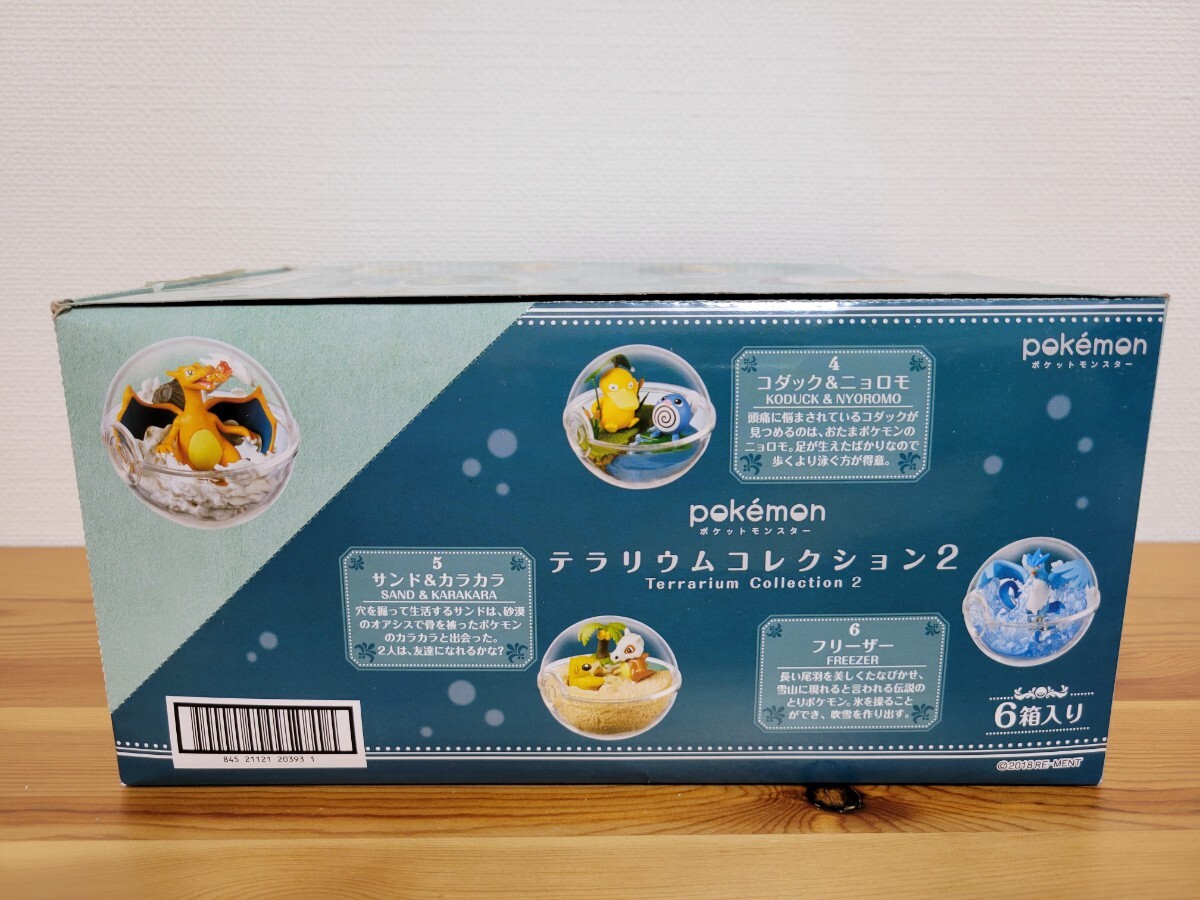 pokémon
ポケットモンスター
4
コダック&ニョロモ
KODUCK & NYOROMO
頭痛に悩まされているコダックが
見つめるのは、おたまポケモンの
ニョロモ。足が生えたばかりなので
歩くより泳ぐ方が得意。
pokémon
ポケットモンスター
テラリウムコレクション2
Terrarium Collection 2
5
サンド&カラカラ
SAND & KARAKARA
穴を掘って生活するサンドは、砂漠
のオアシスで骨を被ったポケモン
のカラカラと出会った。
2人は、友達になれるかな?
6
フリーザー
FREEZER
長い尾羽を美しくたなびかせ、
雪山に現れると言われる伝説の
とりポケモン。氷を操ること
ができ、吹雪を作り出す。
6箱入り
845 21121 20393 1
©2018 RE-MENT